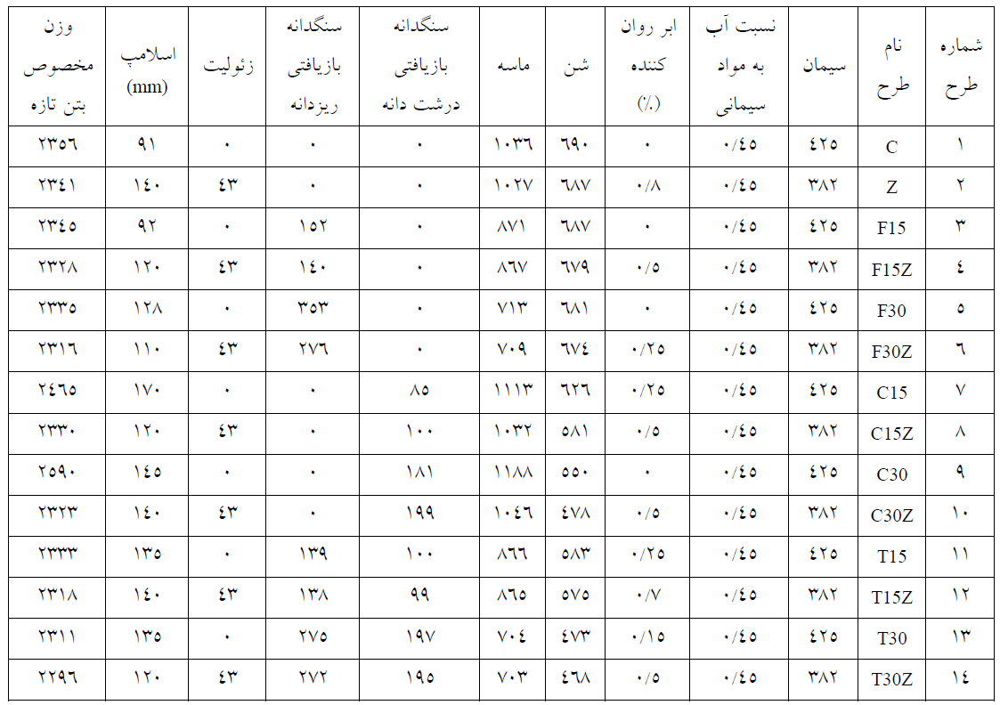 شماره طرح | نام طرح | سیمان | نسبت آب به مواد سیمانی | ابر روان کننده (٪) | شن | ماسه | سنگدانه بازیافتی درشت دانه | سنگدانه بازیافتی ریزدانه | زئولیت | اسلامپ (mm) | وزن مخصوص بتن تازه
١ | C | ٤٢٥ | ٠/٤٥ | ٠ | ٦٩٠ | ١٠٣٦ | ٠ | ٠ | ٠ | ٩١ | ٢٣٥٦
٢ | Z | ٣٨٢ | ٠/٤٥ | ٠/٨ | ٦٨٧ | ١٠٢٧ | ٠ | ٠ | ٤٣ | ١٤٠ | ٢٣٤١
٣ | F15 | ٤٢٥ | ٠/٤٥ | ٠ | ٦٨٧ | ٨٧١ | ٠ | ١٥٢ | ٠ | ٩٢ | ٢٣٤٥
٤ | F15Z | ٣٨٢ | ٠/٤٥ | ٠/٥ | ٦٧٩ | ٨٦٧ | ٠ | ١٤٠ | ٤٣ | ١٢٠ | ٢٣٢٨
٥ | F30 | ٤٢٥ | ٠/٤٥ | ٠ | ٦٨١ | ٧١٣ | ٠ | ٣٥٣ | ٠ | ١٢٨ | ٢٣٣٥
٦ | F30Z | ٣٨٢ | ٠/٤٥ | ٠/٢٥ | ٦٧٤ | ٧٠٩ | ٠ | ٢٧٦ | ٤٣ | ١١٠ | ٢٣١٦
٧ | C15 | ٤٢٥ | ٠/٤٥ | ٠/٢٥ | ٦٢٦ | ١١١٣ | ٨٥ | ٠ | ٠ | ١٧٠ | ٢٤٦٥
٨ | C15Z | ٣٨٢ | ٠/٤٥ | ٠/٥ | ٥٨١ | ١٠٣٢ | ١٠٠ | ٠ | ٤٣ | ١٢٠ | ٢٣٣٠
٩ | C30 | ٤٢٥ | ٠/٤٥ | ٠ | ٥٥٠ | ١١٨٨ | ١٨١ | ٠ | ٠ | ١٤٥ | ٢٥٩٠
١٠ | C30Z | ٣٨٢ | ٠/٤٥ | ٠/٥ | ٤٧٨ | ١٠٤٦ | ١٩٩ | ٠ | ٤٣ | ١٤٠ | ٢٣٢٣
١١ | T15 | ٤٢٥ | ٠/٤٥ | ٠/٢٥ | ٥٨٣ | ٨٦٦ | ١٠٠ | ١٣٩ | ٠ | ١٣٥ | ٢٣٣٣
١٢ | T15Z | ٣٨٢ | ٠/٤٥ | ٠/٧ | ٥٧٥ | ٨٦٥ | ٩٩ | ١٣٨ | ٤٣ | ١٤٠ | ٢٣١٨
١٣ | T30 | ٤٢٥ | ٠/٤٥ | ٠/١٥ | ٤٧٣ | ٧٠٤ | ١٩٧ | ٢٧٥ | ٠ | ١٣٥ | ٢٣١١
١٤ | T30Z | ٣٨٢ | ٠/٤٥ | ٠/٥ | ٤٦٨ | ٧٠٣ | ١٩٥ | ٢٧٢ | ٤٣ | ١٢٠ | ٢٢٩٦